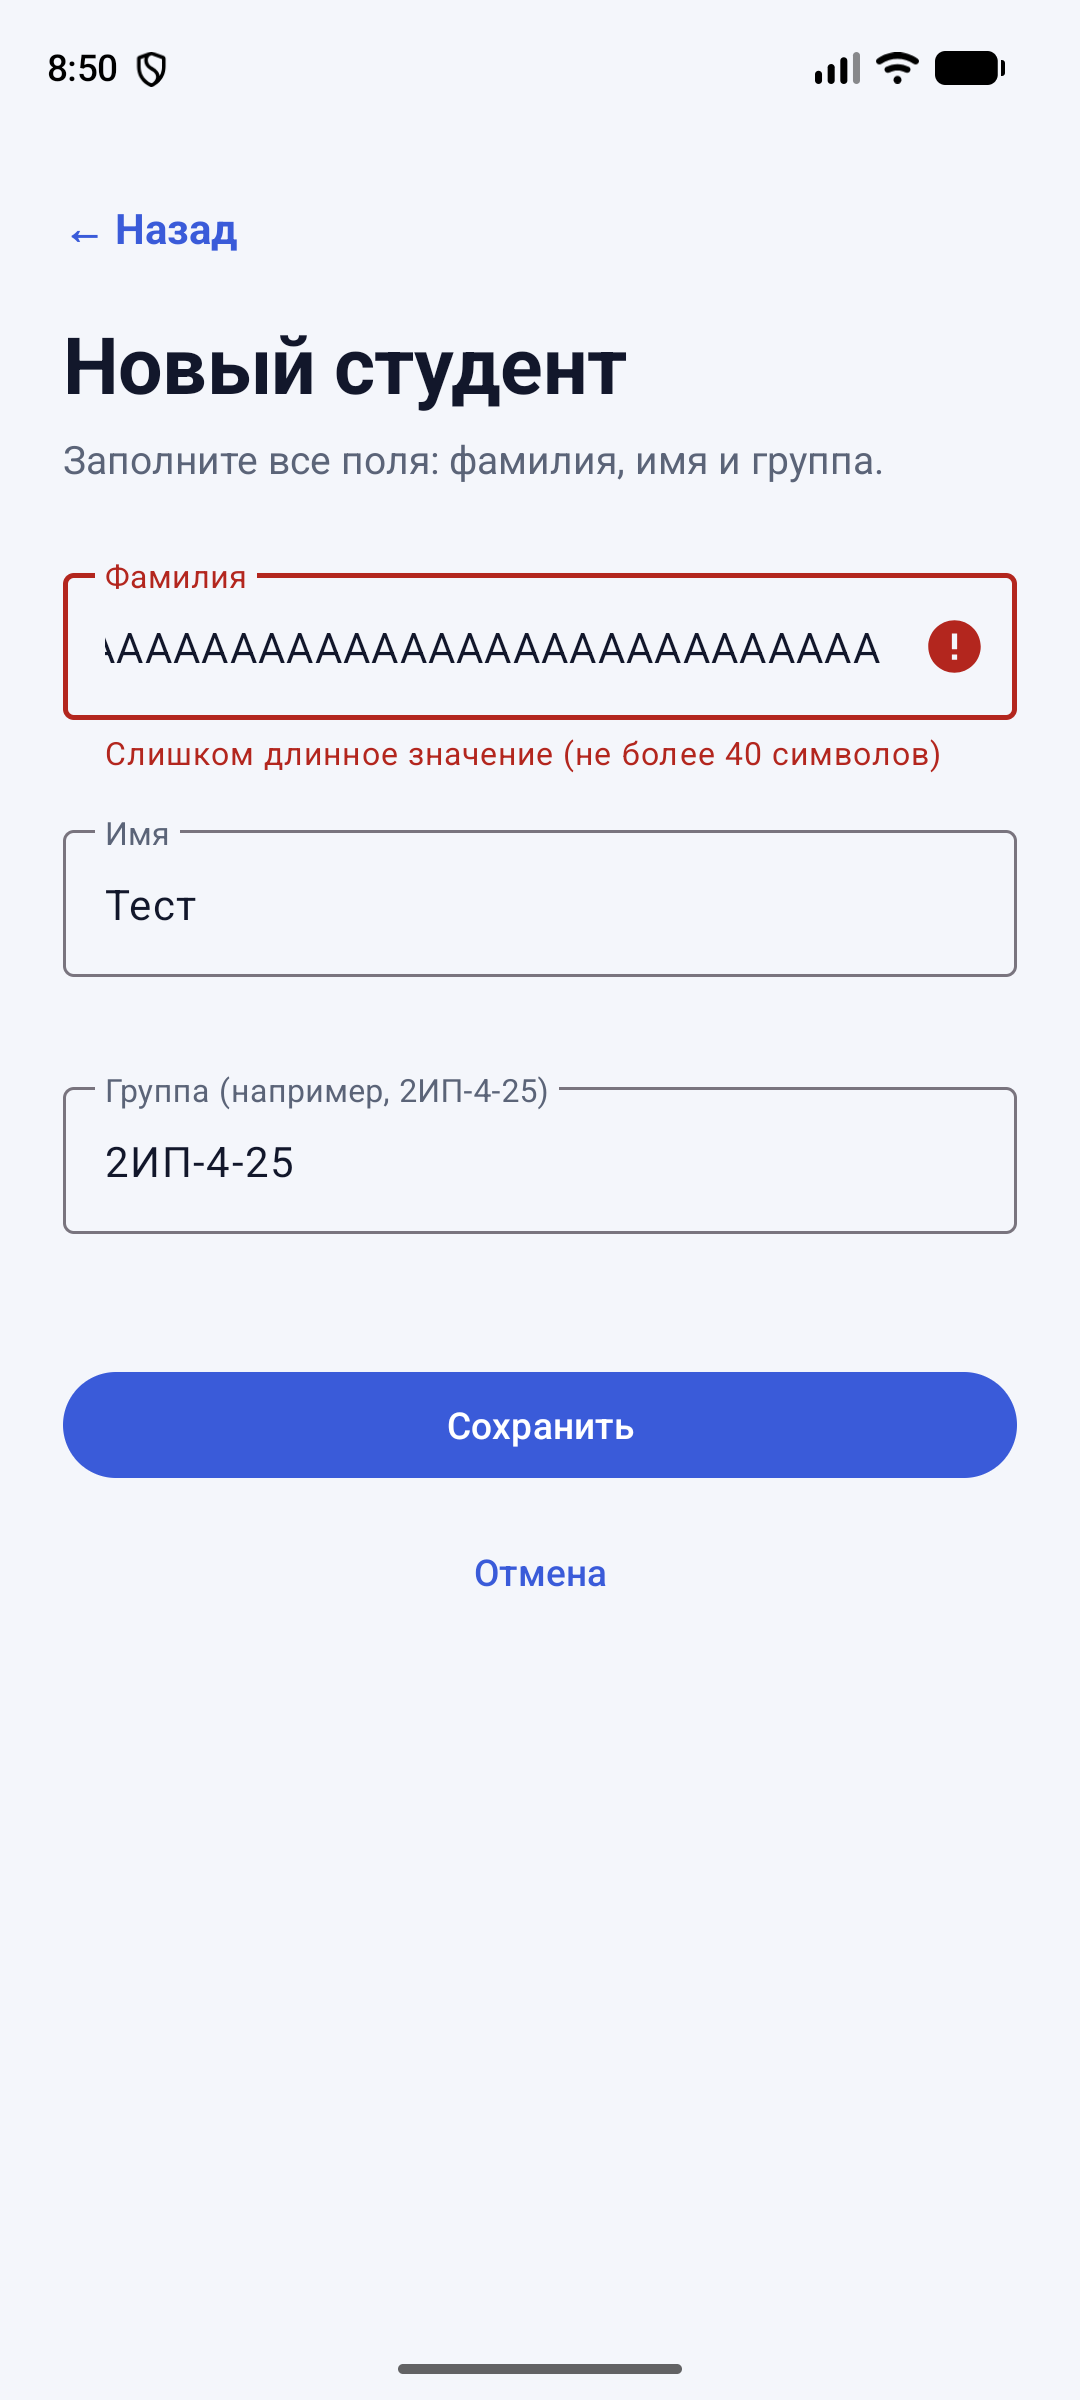 8:50
← Назад
Новый студент
Заполните все поля: фамилия, имя и группа.
Фамилия
ААААААААААААААААААААААААААА
Слишком длинное значение (не более 40 символов)
Имя
Тест
Группа (например, 2ИП-4-25)
2ИП-4-25
Сохранить
Отмена